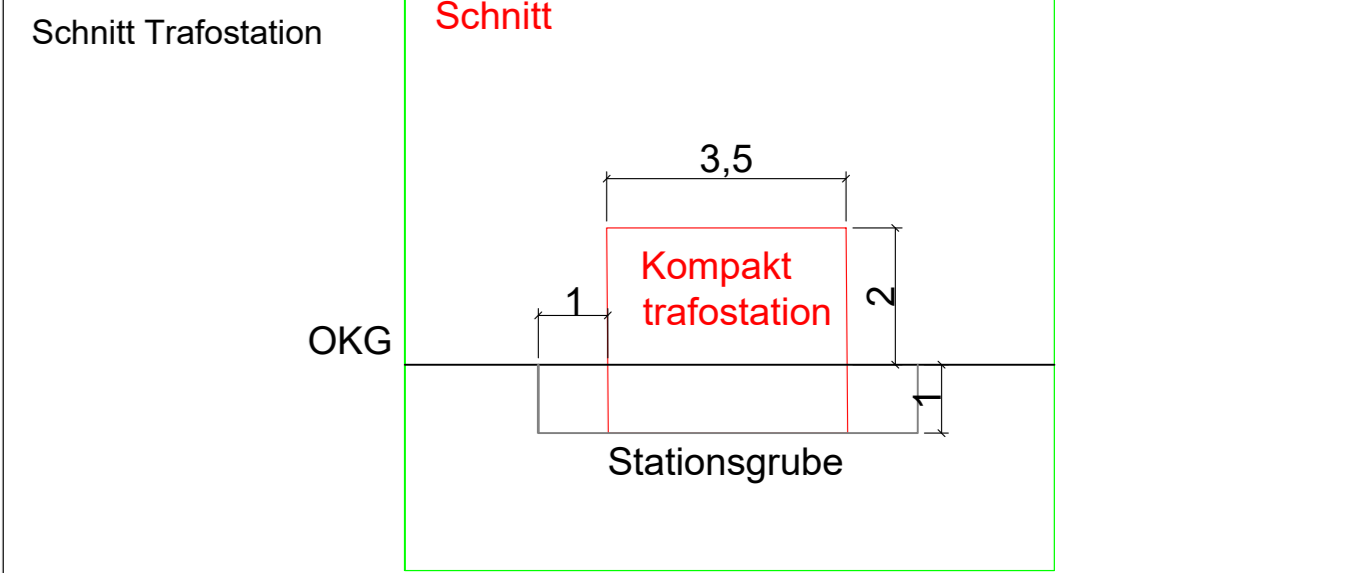 Schnitt Trafostation
Schnitt
3,5
Kompakt
trafostation
1
2
OKG
1
Stationsgrube